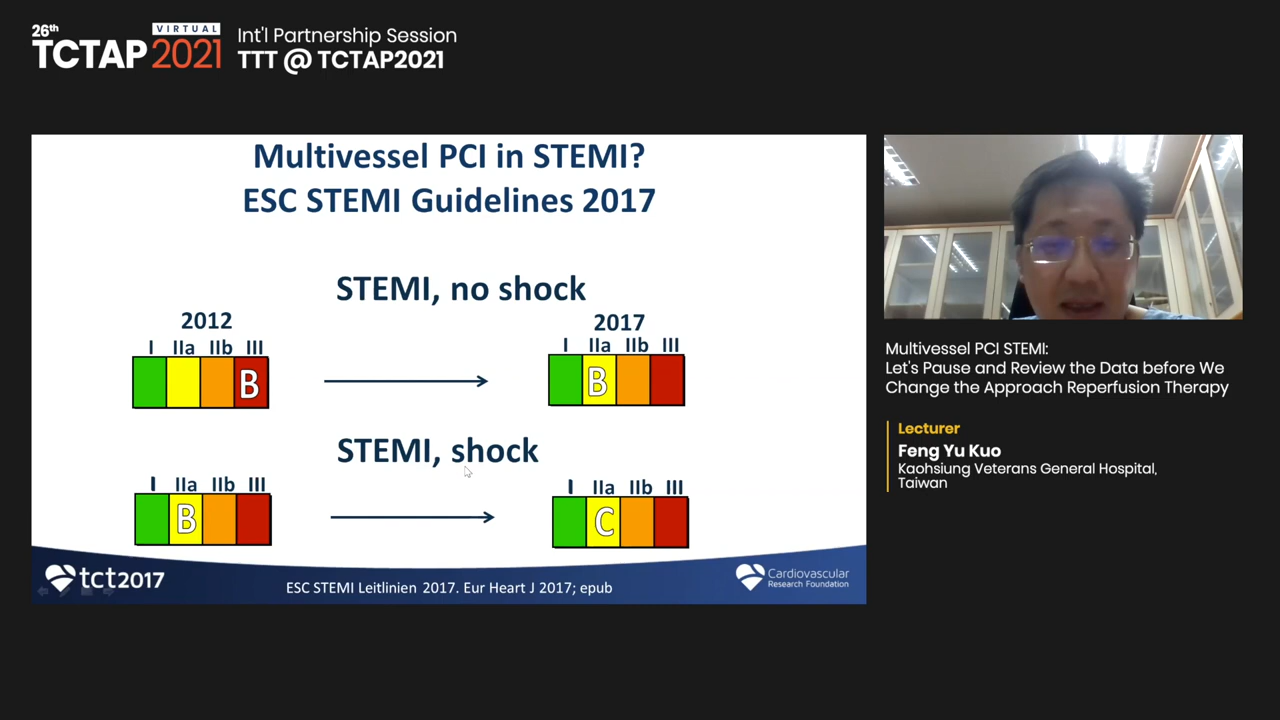 26th
VIRTUAL
TCTAP 2021
Int'l Partnership Session
TTT @ TCTAP2021
Multivessel PCI in STEMI?
ESC STEMI Guidelines 2017
STEMI, no shock
2012
I IIa IIb III
B
2017
I IIa IIb III
B
STEMI, shock
I IIa IIb III
B
I IIa IIb III
C
tct2017
ESC STEMI Leitlinien 2017. Eur Heart J 2017; epub
Cardiovascular
Research Foundation
Multivessel PCI STEMI:
Let's Pause and Review the Data before We
Change the Approach Reperfusion Therapy
Lecturer
Feng Yu Kuo
Kaohsiung Veterans General Hospital,
Taiwan